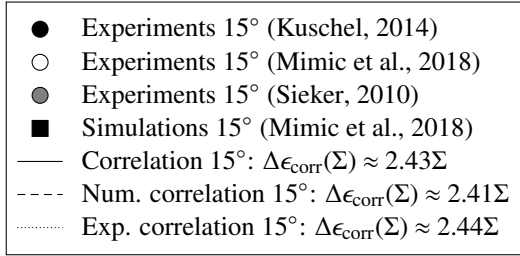 Experiments 15° (Kuschel, 2014)
Experiments 15° (Mimic et al., 2018)
Experiments 15° (Sieker, 2010)
Simulations 15° (Mimic et al., 2018)
Correlation 15°: Δϵcorr(Σ) ≈ 2.43Σ
Num. correlation 15°: Δϵcorr(Σ) ≈ 2.41Σ
Exp. correlation 15°: Δϵcorr(Σ) ≈ 2.44Σ